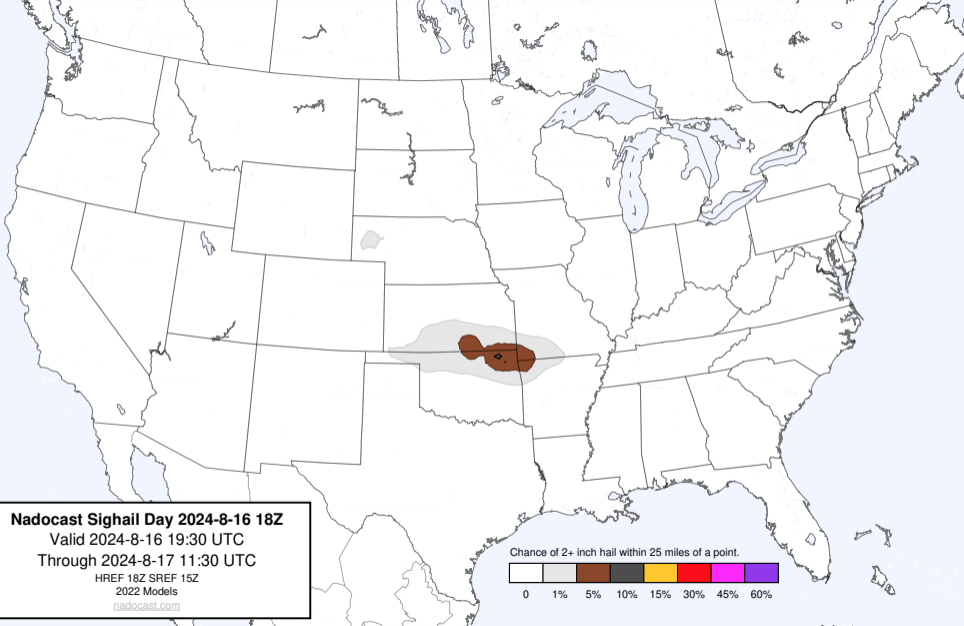 Nadocast Sighail Day 2024-8-16 18Z
Valid 2024-8-16 19:30 UTC
Through 2024-8-17 11:30 UTC
HREF 18Z SREF 15Z
2022 Models
nadocast.com
Chance of 2+ inch hail within 25 miles of a point.
0 1% 5% 10% 15% 30% 45% 60%